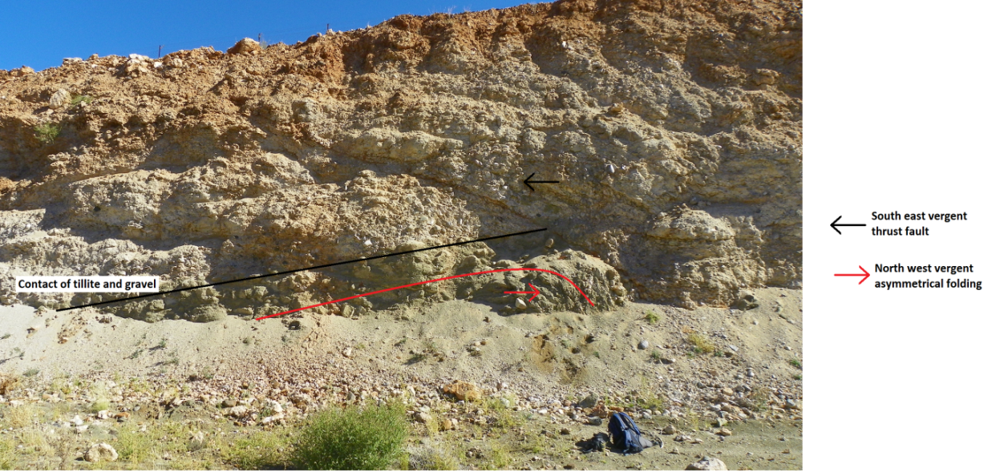 Contact of tillite and gravel
South east vergent
thrust fault
North west vergent
asymmetrical folding